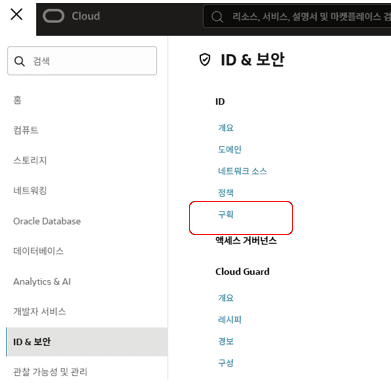 Cloud
리소스, 서비스, 설명서 및 마켓플레이스 검
검색
홈
컴퓨트
스토리지
네트워킹
Oracle Database
데이터베이스
Analytics & AI
개발자 서비스
ID & 보안
관찰 가능성 및 관리
ID & 보안
ID
개요
도메인
네트워크 소스
정책
구획
액세스 거버넌스
Cloud Guard
개요
레시피
경보
구성